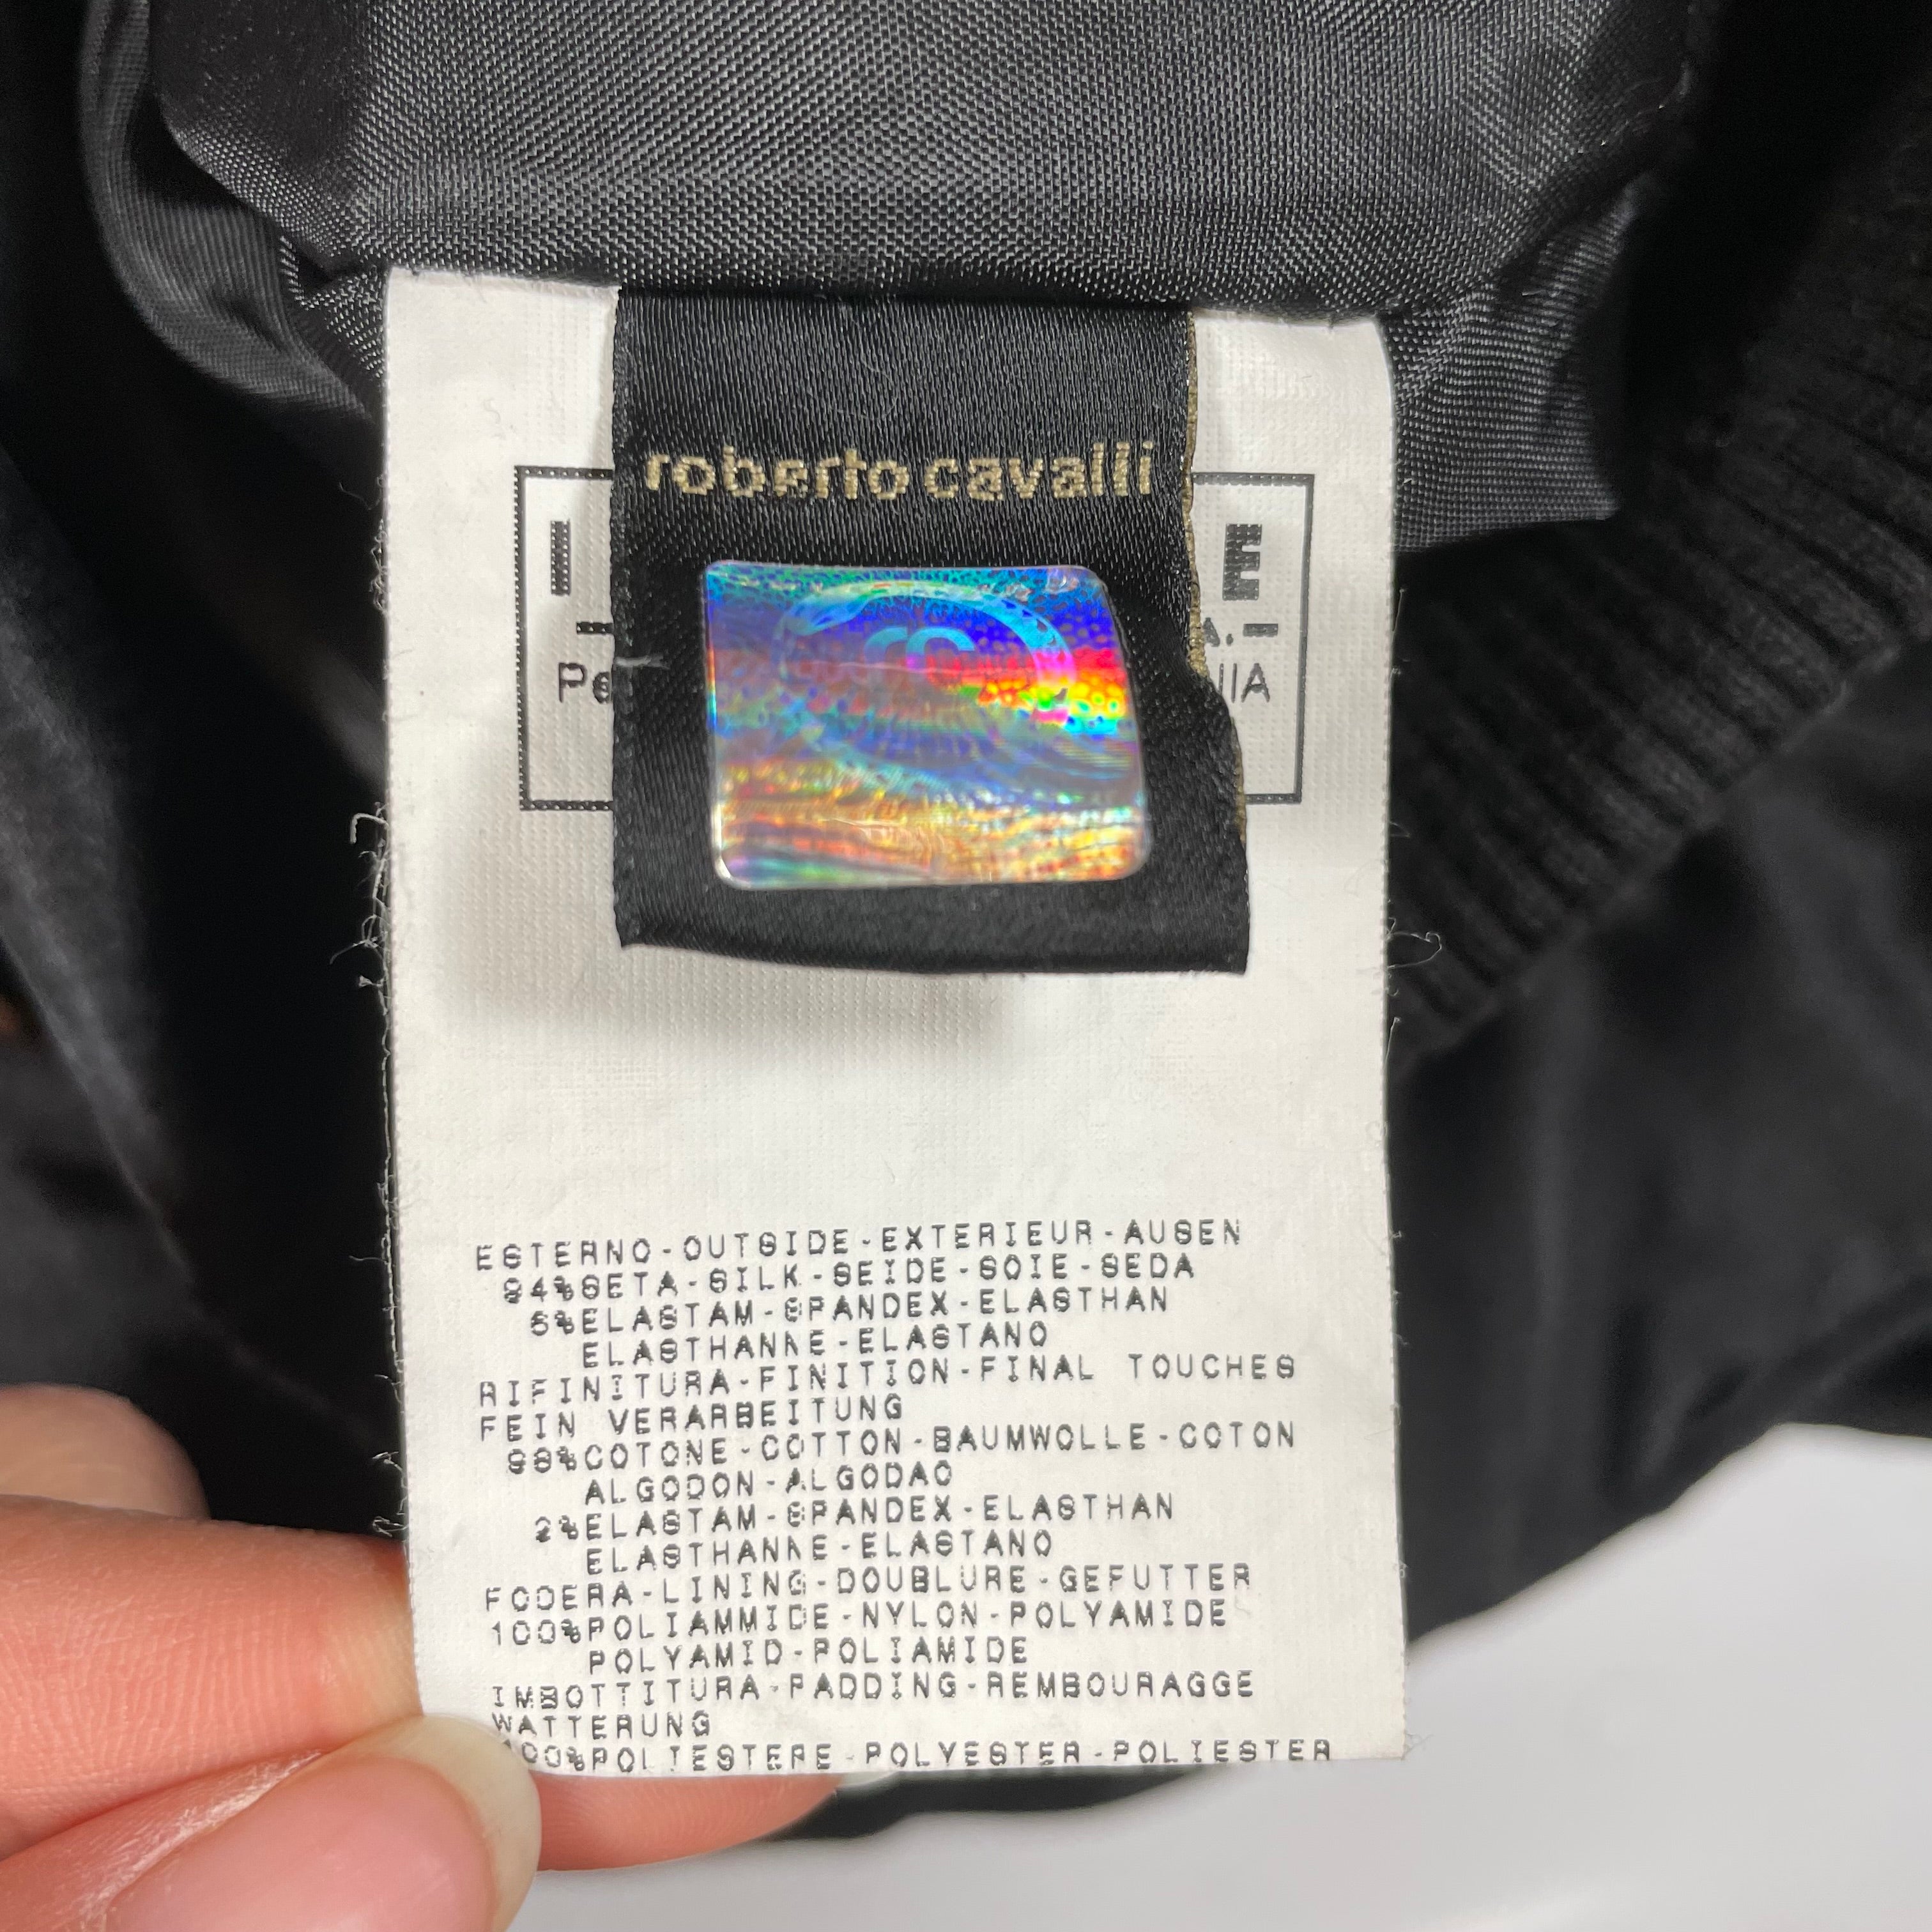 roberto cavalli
ESTERNO-OUTSIDE-EXTERIEUR-AUSEN
94%SETA-SILK-SEIDE-SOIE-SEDA
6%ELASTAM-SPANDEX-ELASTHAN
ELASTHANNE-ELASTANO
RIFINITURA-FINITION-FINAL TOUCHES
FEIN VERARBEITUNG
98%COTONE-COTTON-BAUMWOLLE-COTON
ALGODON-ALGODAO
2%ELASTAM-SPANDEX-ELASTHAN
ELASTHANNE-ELASTANO
FODERA-LINING-DOUBLURE-GEFUTTER
100%POLIAMMIDE-NYLON-POLYAMIDE
POLYAMID-POLIAMIDE
IMBOTTITURA-PADDING-REMBOURAGGE
WATTERUNG
100%POLIESTERE-POLYESTER-POLIESTER